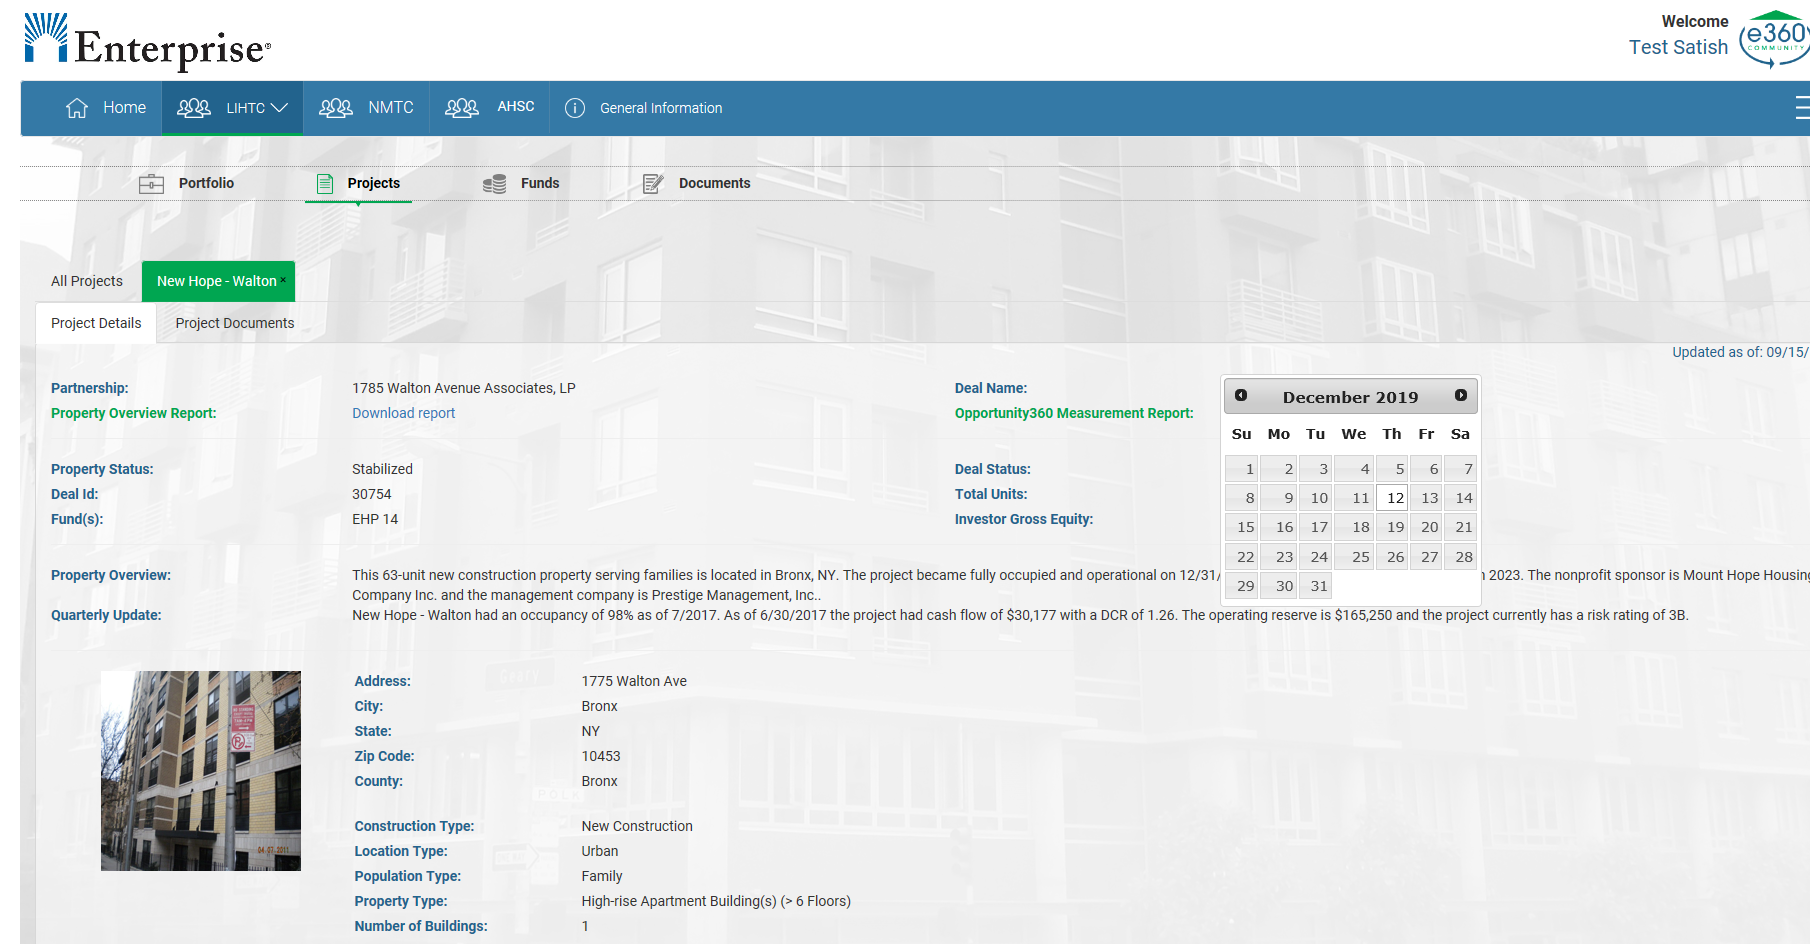 Enterprise®
Welcome
Test Satish
e360
COMMUNITY
Home
LIHTC
NMTC
AHSC
General Information
Portfolio
Projects
Funds
Documents
All Projects
New Hope - Walton ×
Project Details
Project Documents
Updated as of: 09/15/
Partnership: 1785 Walton Avenue Associates, LP
Deal Name:
Property Overview Report: Download report
Opportunity360 Measurement Report:
Property Status: Stabilized
Deal Status:
Deal Id: 30754
Total Units:
Fund(s): EHP 14
Investor Gross Equity:
December 2019
Su Mo Tu We Th Fr Sa
1 2 3 4 5 6 7
8 9 10 11 12 13 14
15 16 17 18 19 20 21
22 23 24 25 26 27 28
29 30 31
Property Overview: This 63-unit new construction property serving families is located in Bronx, NY. The project became fully occupied and operational on 12/31/ 2023. The nonprofit sponsor is Mount Hope Housing
Company Inc. and the management company is Prestige Management, Inc..
Quarterly Update: New Hope - Walton had an occupancy of 98% as of 7/2017. As of 6/30/2017 the project had cash flow of $30,177 with a DCR of 1.26. The operating reserve is $165,250 and the project currently has a risk rating of 3B.
Address: 1775 Walton Ave
City: Bronx
State: NY
Zip Code: 10453
County: Bronx
Construction Type: New Construction
Location Type: Urban
Population Type: Family
Property Type: High-rise Apartment Building(s) (> 6 Floors)
Number of Buildings: 1
04.07.2011